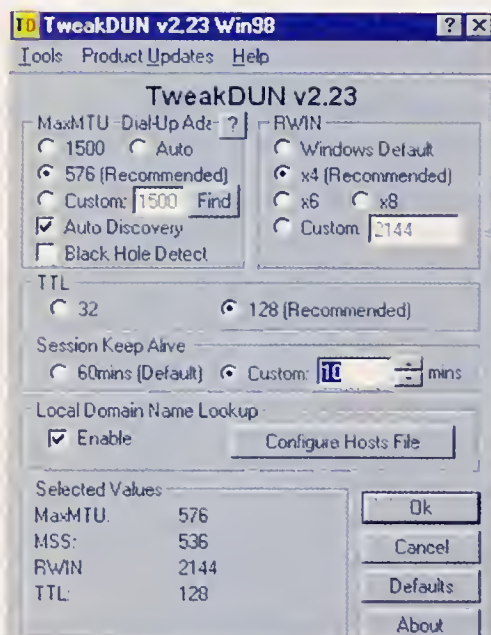 TD TweakDUN v2.23 Win98 ? ×
Tools Product Updates Help
TweakDUN v2.23
MaxMTU -Dial-Up Ada ?
1500 Auto
576 (Recommended)
Custom: 1500 Find
Auto Discovery
Black Hole Detect
RWIN
Windows Default
x4 (Recommended)
x6 x8
Custom 2144
TTL
32 128 (Recommended)
Session Keep Alive
60mins (Default) Custom: 10 mins
Local Domain Name Lookup
Enable Configure Hosts File
Selected Values
MaxMTU: 576
MSS: 536
RWIN 2144
TTL: 128
Ok
Cancel
Defaults
About